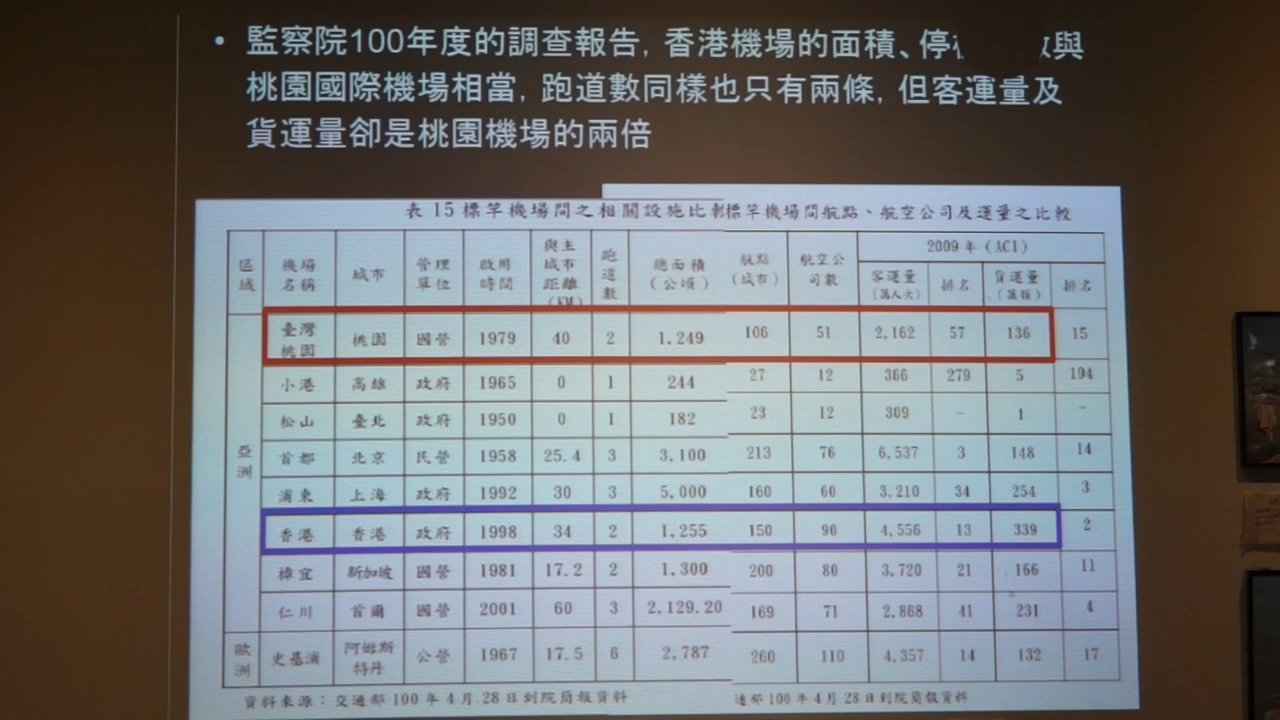 • 監察院100年度的調查報告, 香港機場的面積、停 數與
桃園國際機場相當, 跑道數同樣也只有兩條, 但客運量及
貨運量卻是桃園機場的兩倍
表 15 標竿機場間之相關設施比 標竿機場間航點、航空公司及運量之比較
區域 機場名稱 城市 管理單位 啟用時間 與主城市距離(KM) 跑道數 總面積(公頃) 航點(城市) 航空公司數 2009 年 (ACI) 客運量(萬人次) 排名 貨運量(萬頓) 排名
亞洲 臺灣桃園 桃園 國營 1979 40 2 1,249 106 51 2,162 57 136 15
小港 高雄 政府 1965 0 1 244 27 12 366 279 5 194
松山 臺北 政府 1950 0 1 182 23 12 309 - 1 -
首都 北京 民營 1958 25.4 3 3,100 213 76 6,537 3 148 14
浦東 上海 政府 1992 30 3 5,000 160 60 3,210 34 254 3
香港 香港 政府 1998 34 2 1,255 150 90 4,556 13 339 2
樟宜 新加坡 國營 1981 17.2 2 1,300 200 80 3,720 21 166 11
仁川 首爾 國營 2001 60 3 2,129.20 169 71 2,868 41 231 4
歐洲 史基浦 阿姆斯特丹 公營 1967 17.5 6 2,787 260 110 4,357 14 132 17
資料來源：交通部 100 年 4 月 28 日到院簡報資料 通部 100 年 4 月 28 日到院簡報資料